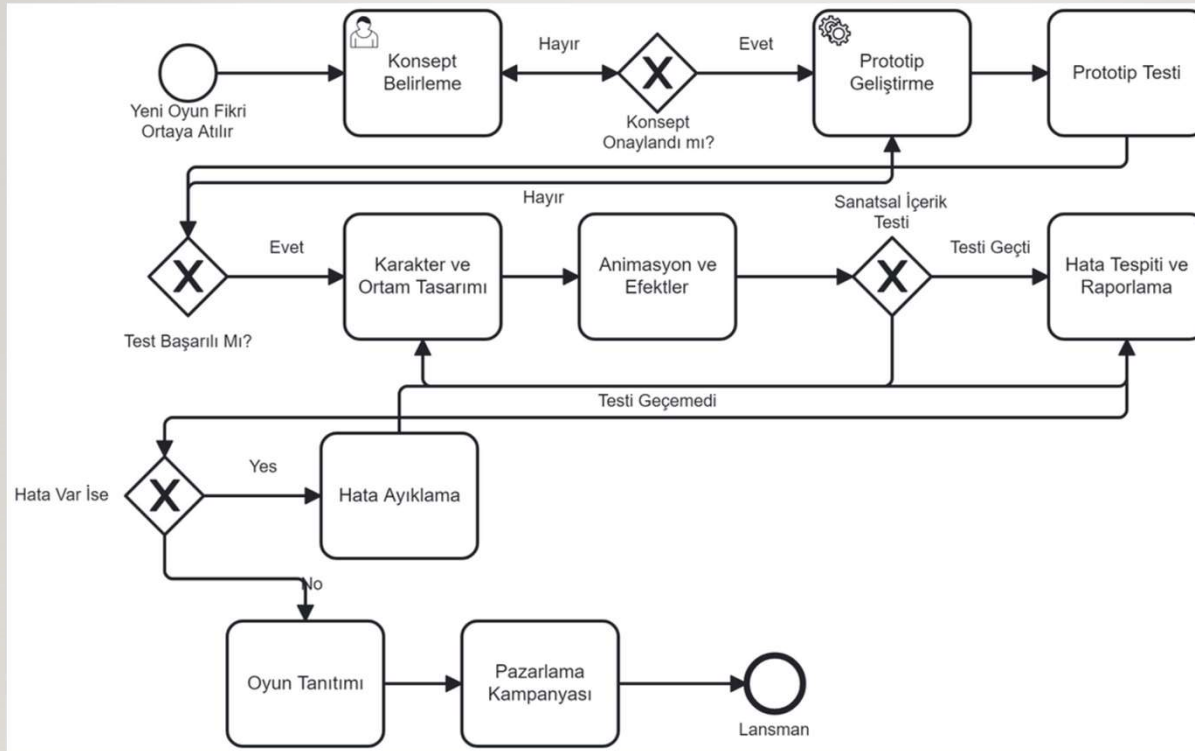 Konsept
Belirleme
Hayır
Evet
Prototip
Geliştirme
Prototip Testi
Yeni Oyun Fikri
Ortaya Atılır
Konsept
Onaylandı mı?
Hayır
Sanatsal İçerik
Testi
Evet
Karakter ve
Ortam Tasarımı
Animasyon ve
Efektler
Testi Geçti
Hata Tespiti ve
Raporlama
Test Başarılı Mı?
Testi Geçemedi
Hata Var İse
Yes
Hata Ayıklama
No
Oyun Tanıtımı
Pazarlama
Kampanyası
Lansman